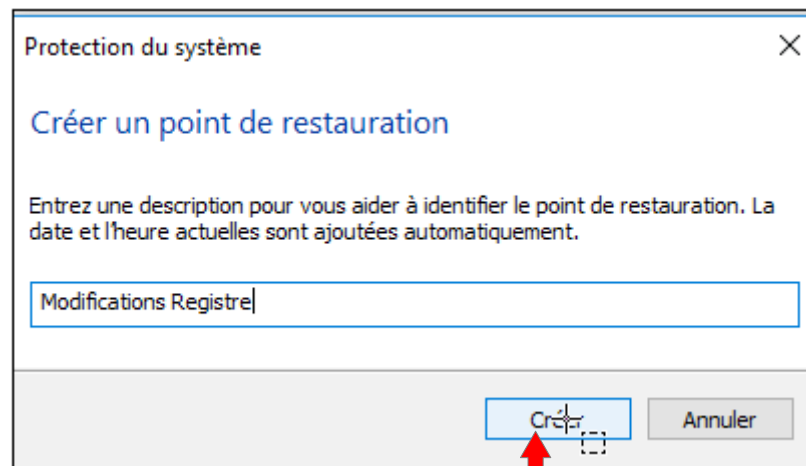 Protection du système
Créer un point de restauration
Entrez une description pour vous aider à identifier le point de restauration. La
date et l'heure actuelles sont ajoutées automatiquement.
Modifications Registre
Créer
Annuler